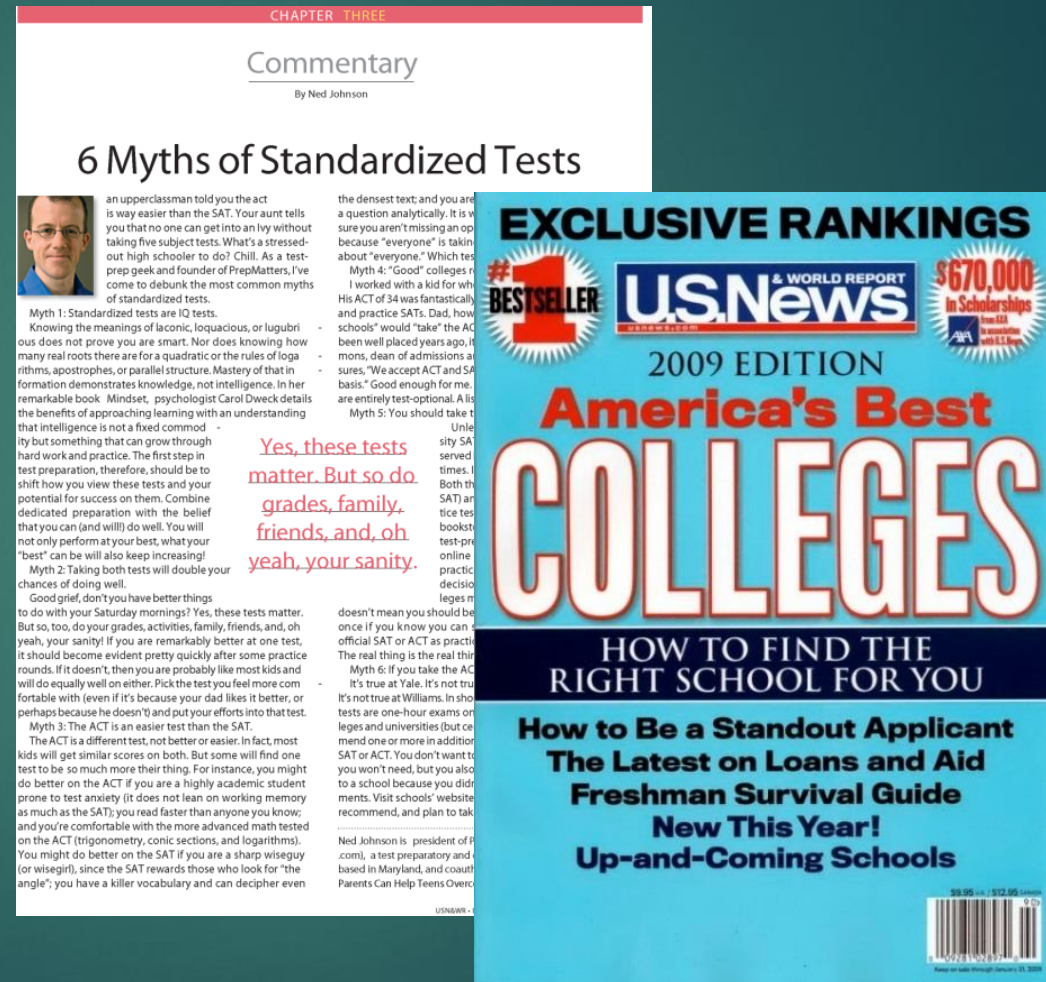 CHAPTER THREE
Commentary
By Ned Johnson
6 Myths of Standardized Tests
an upperclassman told you the act
is way easier than the SAT. Your aunt tells
you that no one can get into an Ivy without
taking five subject tests. What's a stressed-
out high schooler to do? Chill. As a test-
prep geek and founder of PrepMatters, I've
come to debunk the most common myths
of standardized tests.
Myth 1: Standardized tests are IQ tests.
Knowing the meanings of laconic, loquacious, or lugubri -
ous does not prove you are smart. Nor does knowing how
many real roots there are for a quadratic or the rules of loga -
rithms, apostrophes, or parallel structure. Mastery of that in -
formation demonstrates knowledge, not intelligence. In her
remarkable book Mindset, psychologist Carol Dweck details
the benefits of approaching learning with an understanding
that intelligence is not a fixed commod -
ity but something that can grow through
hard work and practice. The first step in
test preparation, therefore, should be to
shift how you view these tests and your
potential for success on them. Combine
dedicated preparation with the belief
that you can (and will!) do well. You will
not only perform at your best, what your
"best" can be will also keep increasing!
Myth 2: Taking both tests will double your
chances of doing well.
Good grief, don't you have better things
to do with your Saturday mornings? Yes, these tests matter.
But so, too, do your grades, activities, family, friends, and, oh
yeah, your sanity! If you are remarkably better at one test,
it should become evident pretty quickly after some practice
rounds. If it doesn't, then you are probably like most kids and
will do equally well on either. Pick the test you feel more com -
fortable with (even if it's because your dad likes it better, or
perhaps because he doesn't) and put your efforts into that test.
Myth 3: The ACT is an easier test than the SAT.
The ACT is a different test, not better or easier. In fact, most
kids will get similar scores on both. But some will find one
test to be so much more their thing. For instance, you might
do better on the ACT if you are a highly academic student
prone to test anxiety (it does not lean on working memory
as much as the SAT); you read faster than anyone you know;
and you're comfortable with the more advanced math tested
on the ACT (trigonometry, conic sections, and logarithms).
You might do better on the SAT if you are a sharp wiseguy
(or wisegirl), since the SAT rewards those who look for "the
angle"; you have a killer vocabulary and can decipher even
Yes, these tests
matter. But so do
grades, family,
friends, and, oh
yeah, your sanity.
the densest text; and you are
a question analytically. It is
sure you aren't missing an
because "everyone" is
about "everyone." Which
Myth 4: "Good" colleges
I worked with a kid for
His ACT of 34 was fantastically
and practice SATs. Dad,
schools" would "take" the
been well placed years ago,
mons, dean of admissions
sures, "We accept ACT and
basis." Good enough for me.
are entirely test-optional. A
Myth 5: You should take
served
times.
Both the
SAT)
online
doesn't mean you should be
once if you know you can
official SAT or ACT as
The real thing is the real
Myth 6: If you take the
It's true at Yale. It's not
It's not true at Williams. In
tests are one-hour exams on
leges and universities (but
mend one or more in addition
SAT or ACT. You don't want
you won't need, but you also
to a school because you
ments. Visit schools' website
recommend, and plan to
Ned Johnson is president of
.com), a test preparatory and
based in Maryland, and
Parents Can Help Teens
USN&WR •
EXCLUSIVE RANKINGS
#1
BESTSELLER
U.S.News & WORLD REPORT
usnews.com
$670,000
in Scholarships
from AXA
in association
with U.S. News
AXA
2009 EDITION
America's Best
COLLEGES
HOW TO FIND THE
RIGHT SCHOOL FOR YOU
How to Be a Standout Applicant
The Latest on Loans and Aid
Freshman Survival Guide
New This Year!
Up-and-Coming Schools
$9.95 U.S. / $12.95 CANADA
Keep on sale through January 31, 2009